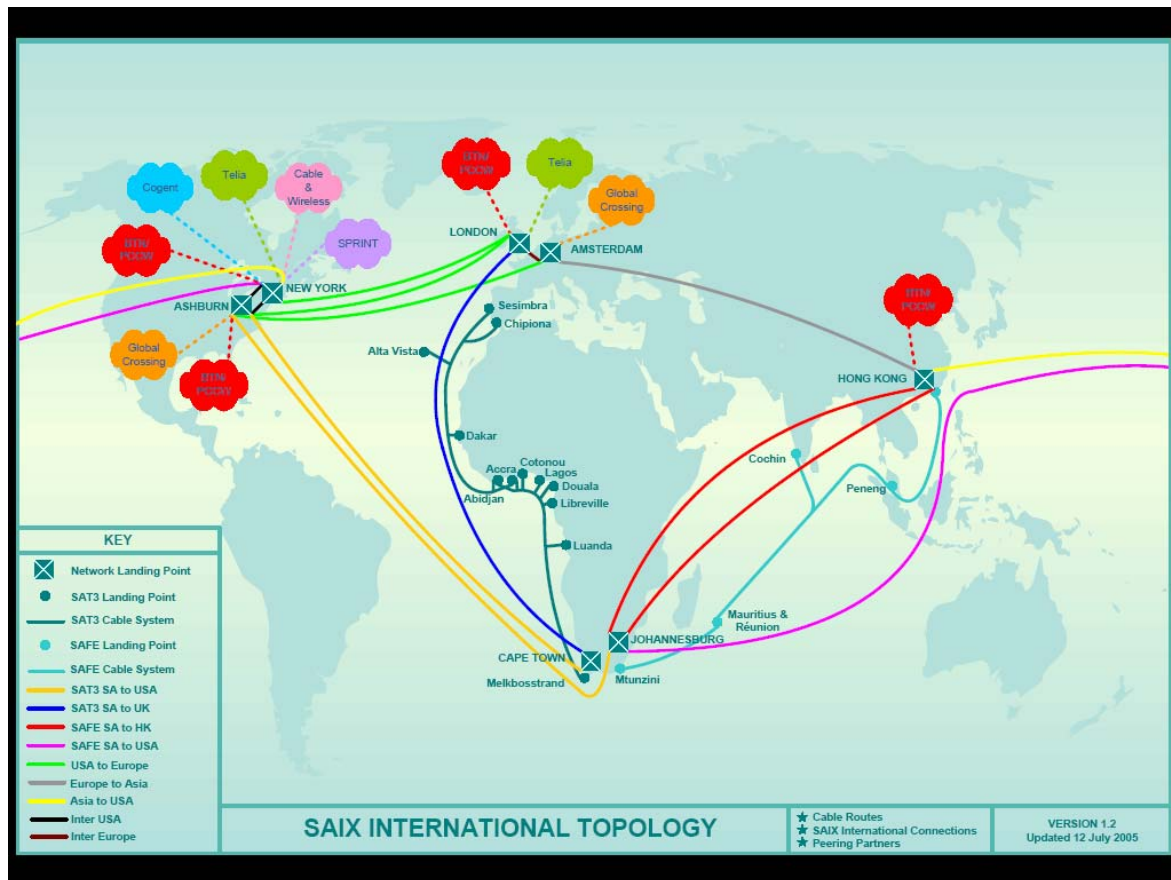 Cogent
Telia
Cable
&
Wireless
SPRINT
BTN/
PCCW
NEW YORK
ASHBURN
Global
Crossing
BTN/
PCCW
BTN/
PCCW
Telia
Global
Crossing
LONDON
AMSTERDAM
Sesimbra
Chipiona
Alta Vista
Dakar
Cotonou
Accra
Lagos
Abidjan
Douala
Libreville
Luanda
BTN/
PCCW
HONG KONG
Cochin
Peneng
Mauritius &
Réunion
JOHANNESBURG
CAPE TOWN
Melkbosstrand
Mtunzini
KEY
Network Landing Point
SAT3 Landing Point
SAT3 Cable System
SAFE Landing Point
SAFE Cable System
SAT3 SA to USA
SAT3 SA to UK
SAFE SA to HK
SAFE SA to USA
USA to Europe
Europe to Asia
Asia to USA
Inter USA
Inter Europe
SAIX INTERNATIONAL TOPOLOGY
Cable Routes
SAIX International Connections
Peering Partners
VERSION 1.2
Updated 12 July 2005